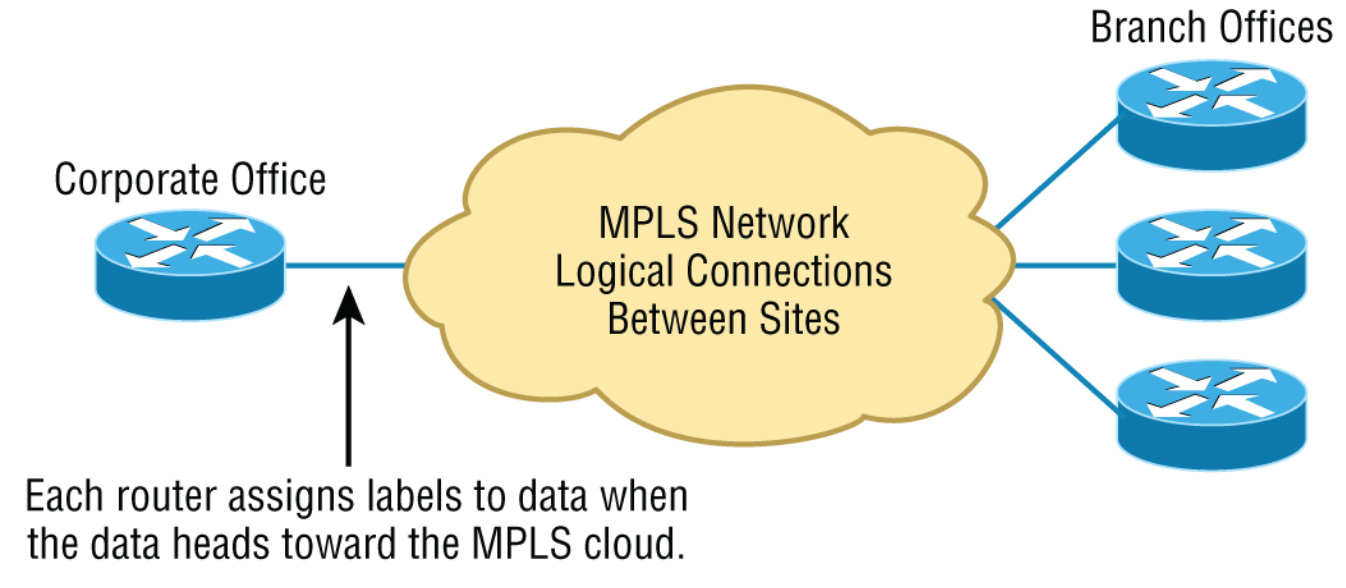 Branch Offices
Corporate Office
MPLS Network
Logical Connections
Between Sites
Each router assigns labels to data when
the data heads toward the MPLS cloud.